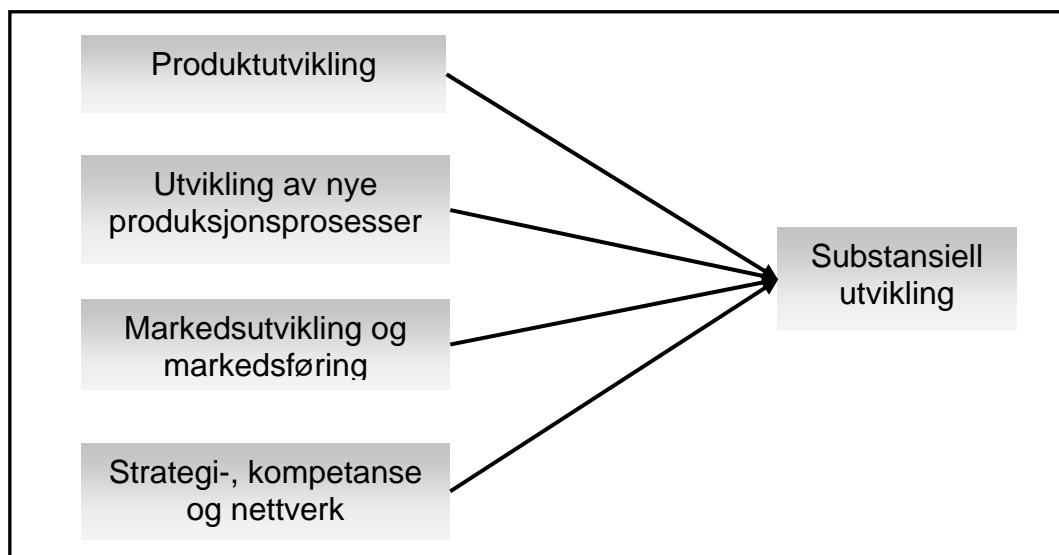 Produktutvikling
Utvikling av nye
produksjonsprosesser
Markedsutvikling og
markedsføring
Strategi-, kompetanse
og nettverk
Substansiell
utvikling